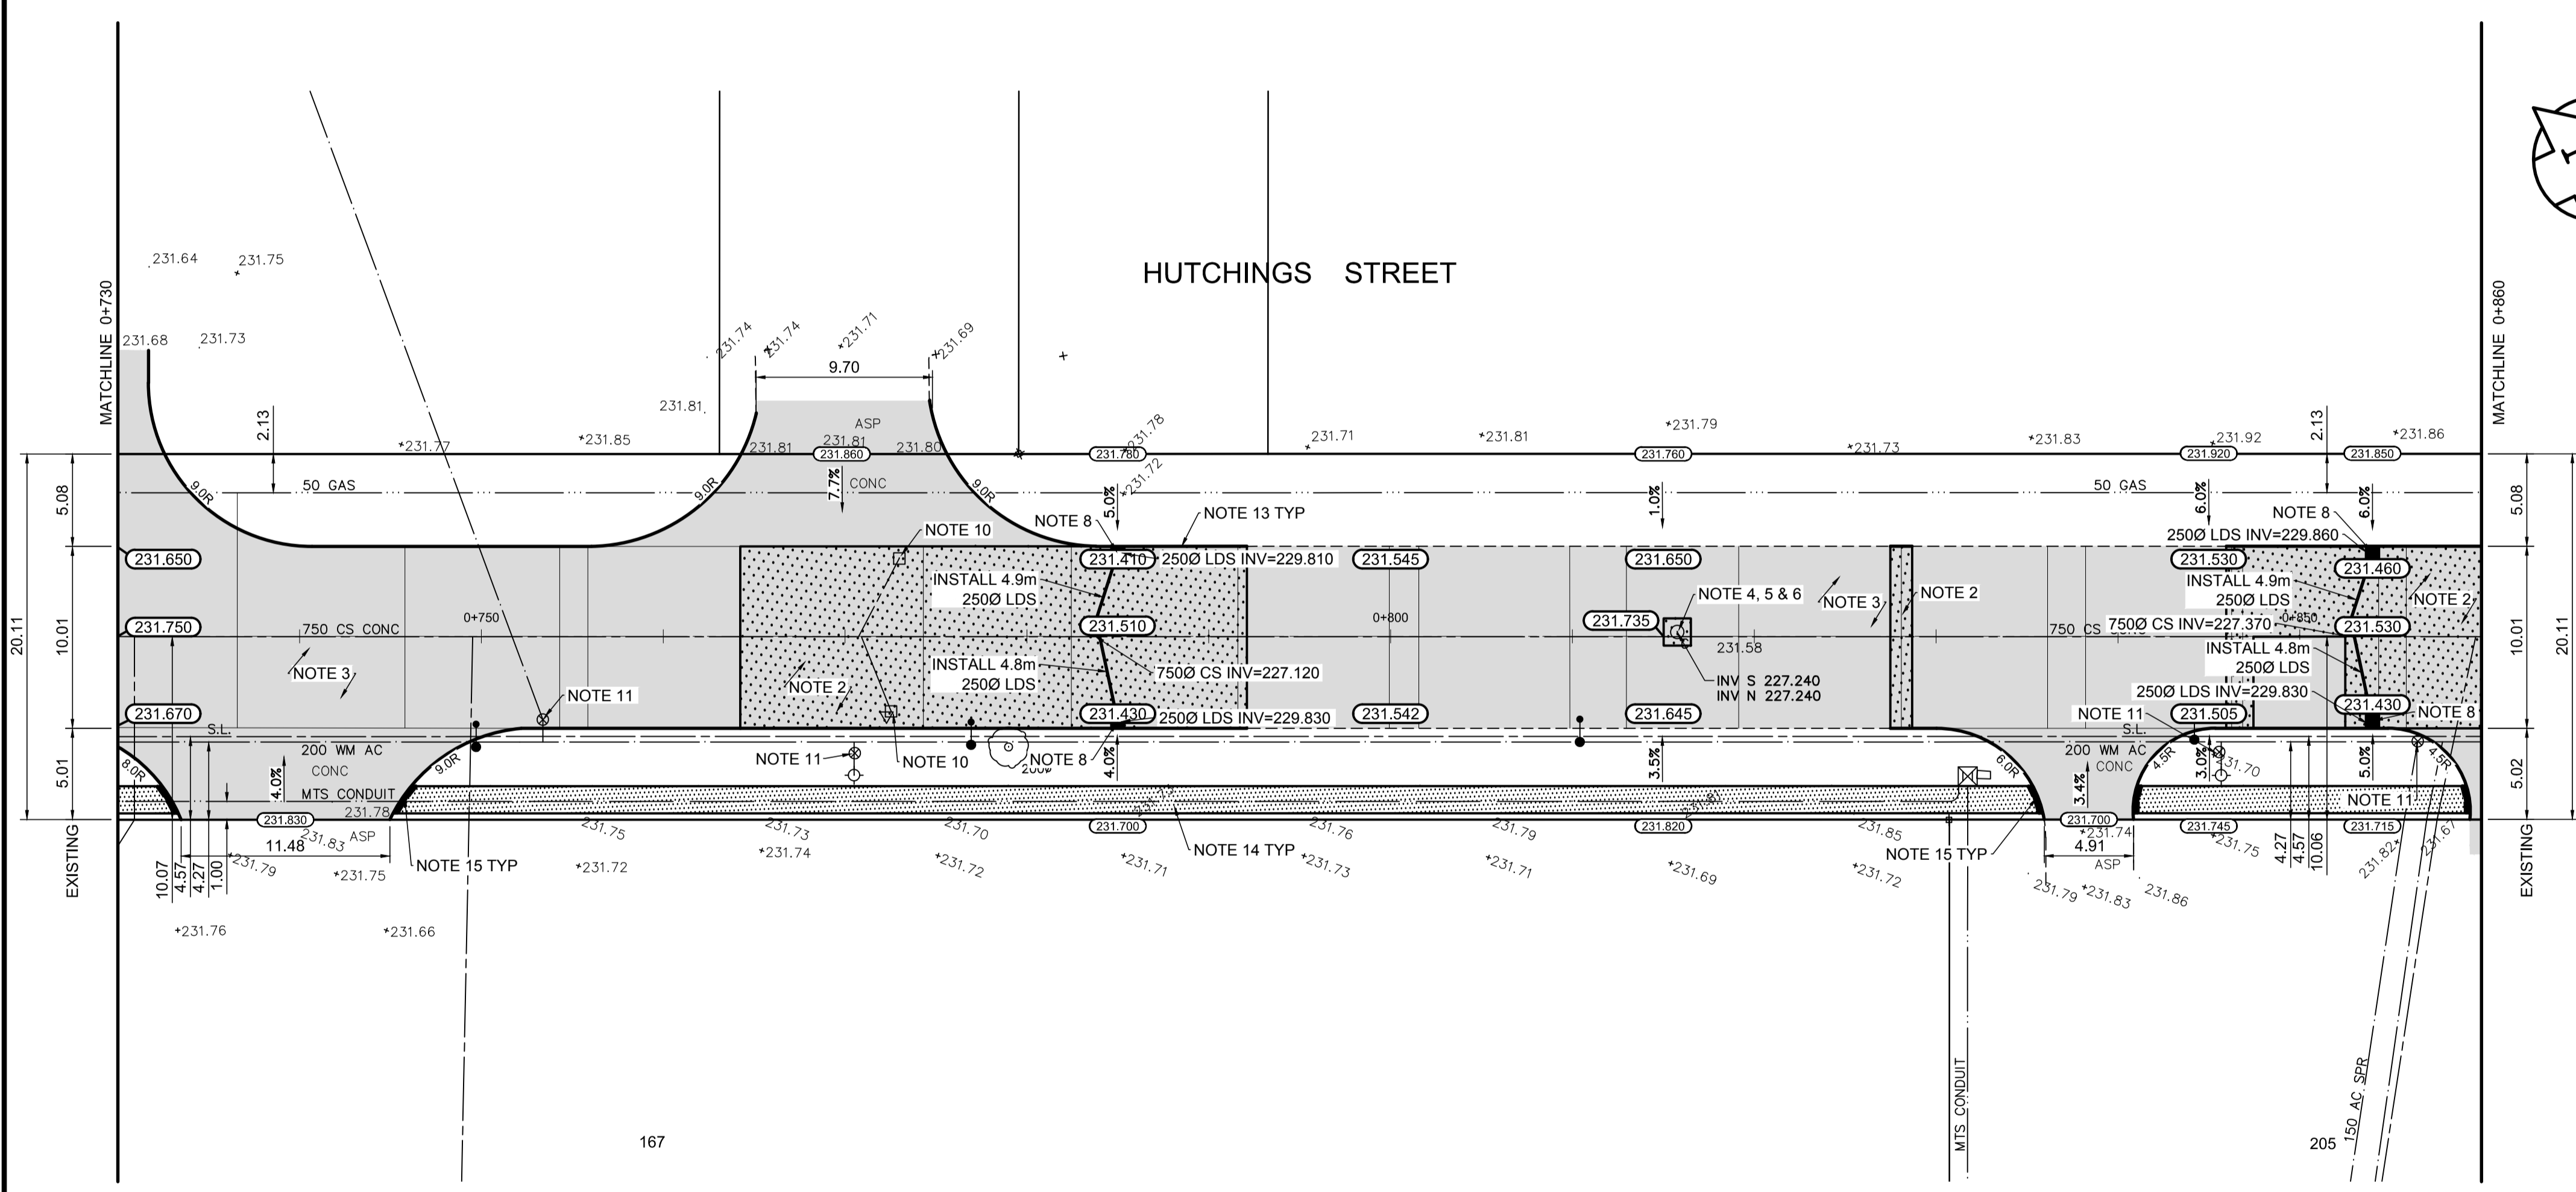 HUTCHINGS STREET
MATCHLINE 0+730
MATCHLINE 0+860
231.64
231.75
231.68
231.73
231.74
231.74
231.71
231.69
9.70
231.81
2.13
231.77
231.85
ASP
231.81
231.81
231.80
231.860
7.7%
CONC
231.78
231.780
231.72
5.0%
231.71
231.81
231.79
231.760
1.0%
231.73
231.83
231.92
231.920
6.0%
2.13
231.86
231.850
6.0%
50 GAS
50 GAS
9.0R
9.0R
9.0R
20.11
5.08
10.01
5.01
EXISTING
5.08
10.01
5.02
20.11
EXISTING
NOTE 10
NOTE 8
NOTE 13 TYP
NOTE 8
250Ø LDS INV=229.860
231.650
231.410
250Ø LDS INV=229.810
231.545
231.650
231.530
231.460
INSTALL 4.9m
250Ø LDS
NOTE 4, 5 & 6
NOTE 3
NOTE 2
INSTALL 4.9m
250Ø LDS
NOTE 2
0+750
0+800
0+850
231.750
750 CS CONC
231.510
231.735
231.58
750 CS
750Ø CS INV=227.370
231.530
NOTE 3
NOTE 2
INSTALL 4.8m
250Ø LDS
750Ø CS INV=227.120
INV S 227.240
INV N 227.240
INSTALL 4.8m
250Ø LDS
250Ø LDS INV=229.830
231.670
NOTE 11
231.430
250Ø LDS INV=229.830
231.542
231.645
NOTE 11
231.505
231.430
NOTE 8
S.L.
200 WM AC
CONC
MTS CONDUIT
8.0R
4.0%
9.0R
231.78
NOTE 11
NOTE 10
NOTE 8
4.0%
3.5%
6.0R
S.L.
200 WM AC
CONC
3.4%
4.5R
3.0%
231.70
5.0%
4.5R
NOTE 11
231.830
231.83
ASP
11.48
231.79
231.75
NOTE 15 TYP
231.75
231.72
231.73
231.74
231.70
231.72
231.700
231.71
NOTE 14 TYP
231.76
231.73
231.79
231.71
231.820
231.69
231.85
231.72
NOTE 15 TYP
231.700
231.74
4.91
ASP
231.745
231.75
231.715
231.82
231.67
231.79
231.83
231.86
10.07
4.57
4.27
1.00
4.27
4.57
10.06
231.76
231.66
167
205
MTS CONDUIT
150 AC SPR